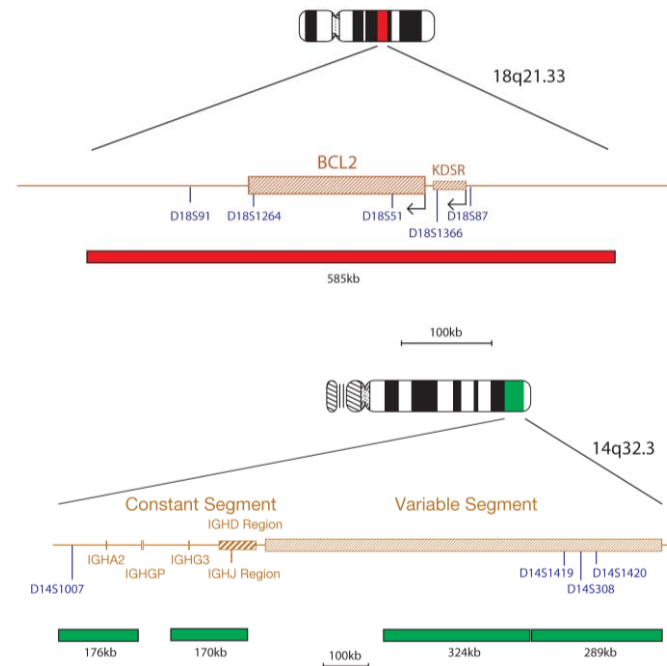 18q21.33
BCL2
KDSR
D18S91
D18S1264
D18S51
D18S87
D18S1366
585kb
100kb
14q32.3
Constant Segment
Variable Segment
IGHD Region
IGHA2
IGHG3
IGHGP
IGHJ Region
D14S1007
D14S1419
D14S1420
D14S308
176kb
170kb
324kb
289kb
100kb